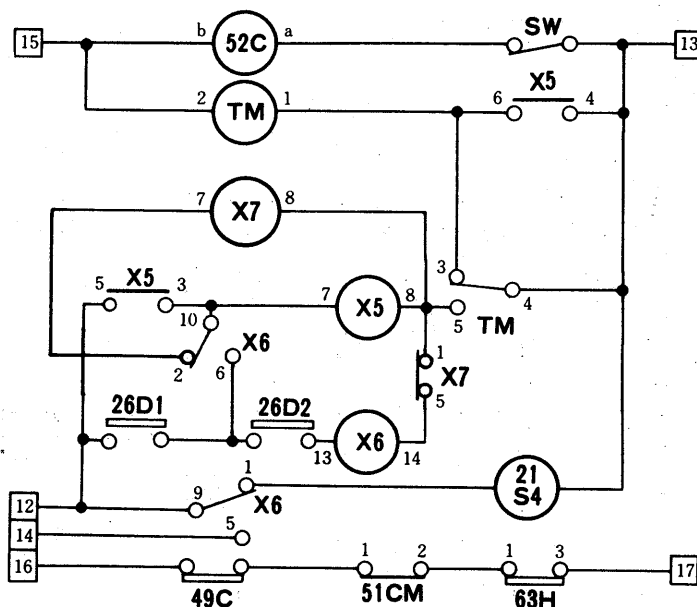 15 b 52C a SW 13
2 TM 1 6 X5 4
7 X7 8
5 X5 3 7 X5 8 3 4
10 5 TM
2 6 X6 1 X7
26D1 26D2 5
13 X6 14
12 9 1 X6 21 S4
14 5
16 49C 1 51CM 2 1 63H 3 17